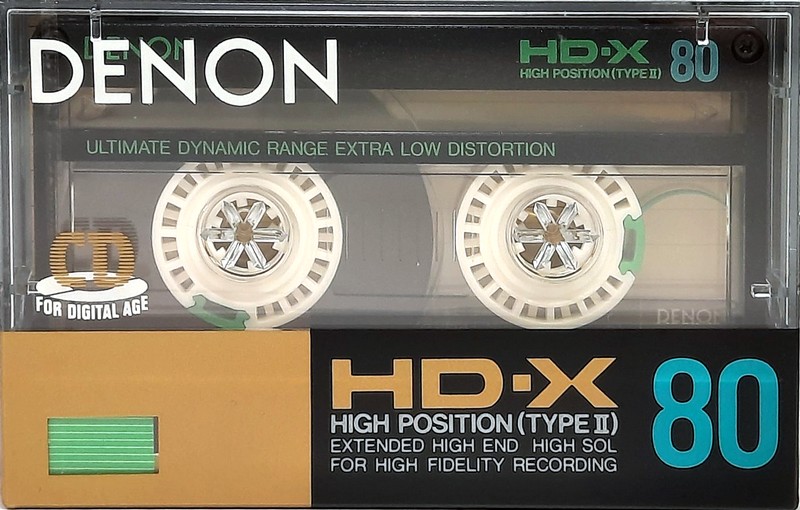 DENON
DENON
HD·X 80
HIGH POSITION (TYPE II)
ULTIMATE DYNAMIC RANGE EXTRA LOW DISTORTION
CD
FOR DIGITAL AGE
DENON
HD·X 80
HIGH POSITION (TYPE II)
EXTENDED HIGH END HIGH SOL
FOR HIGH FIDELITY RECORDING